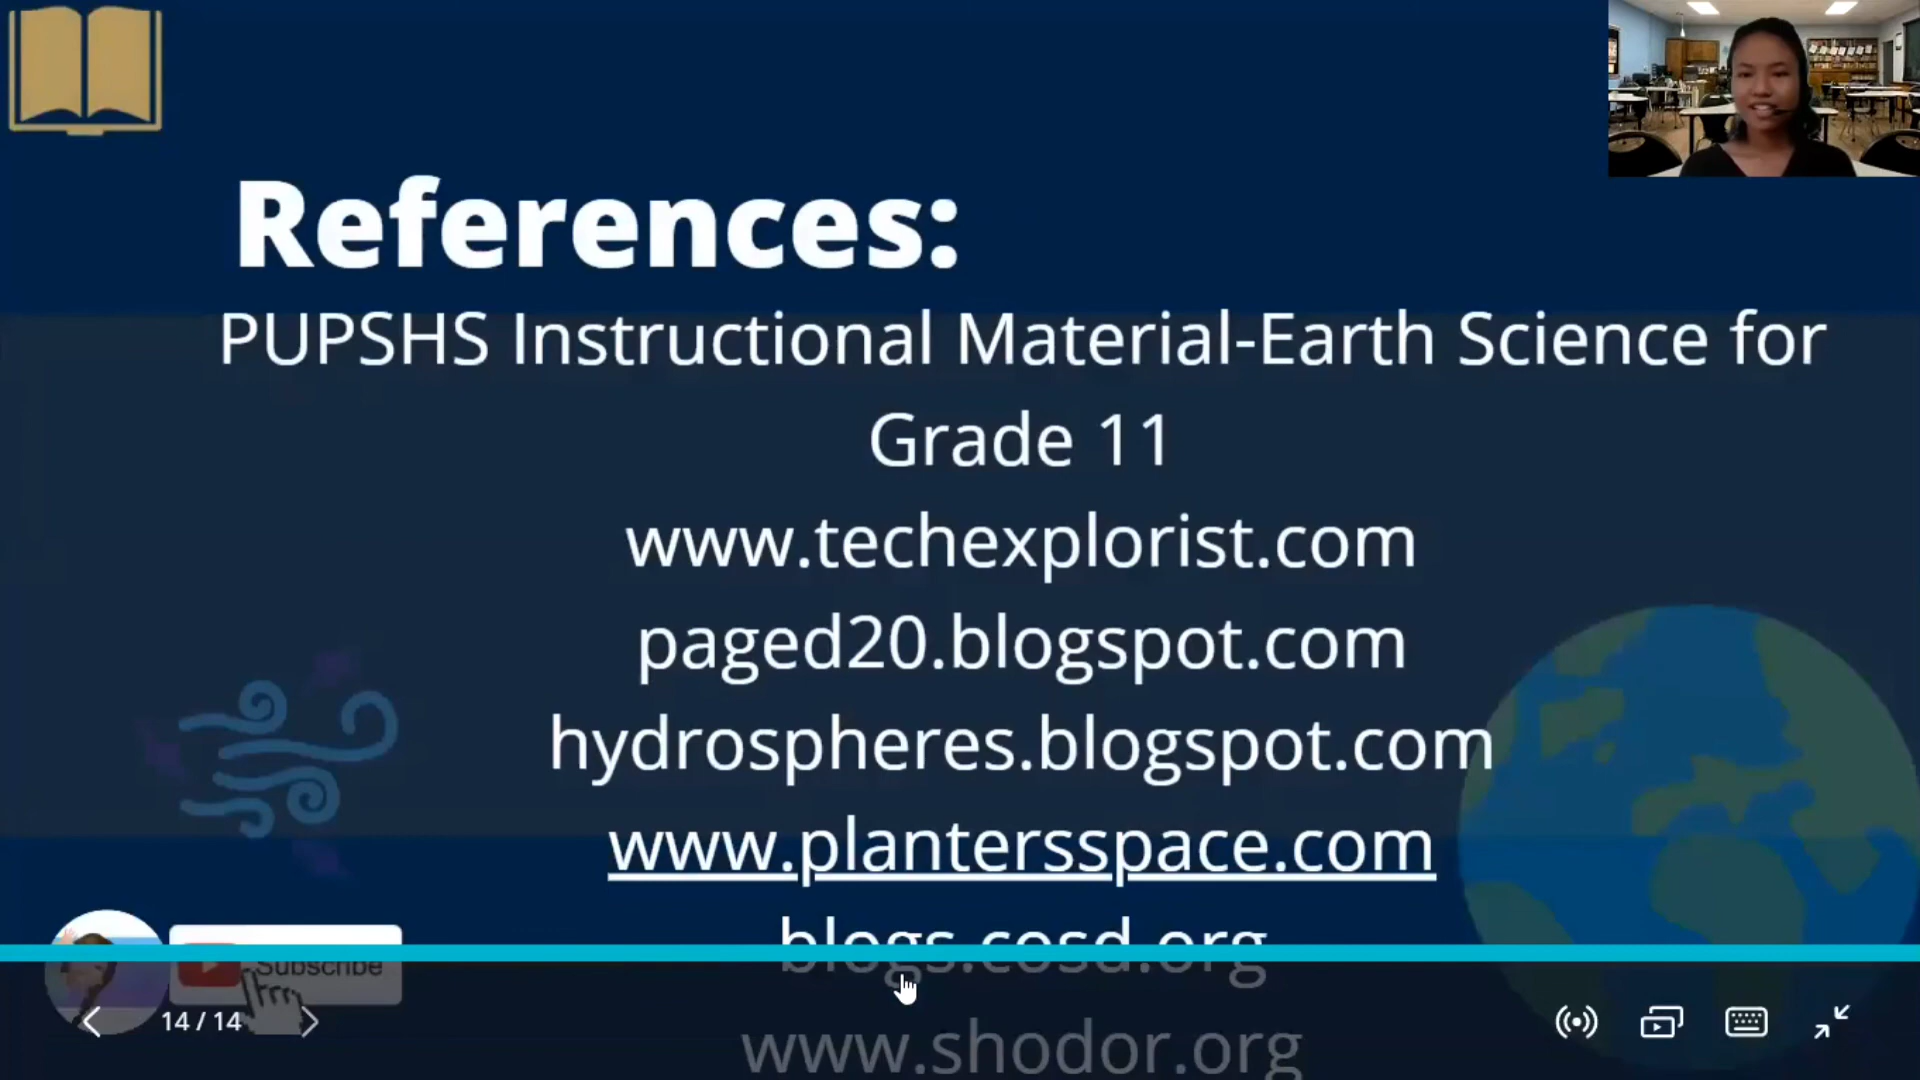 References:
PUPSHS Instructional Material-Earth Science for
Grade 11
www.techexplorist.com
paged20.blogspot.com
hydrospheres.blogspot.com
www.plantersspace.com
blogs.cosd.org
Subscribe
14 / 14
www.shodor.org